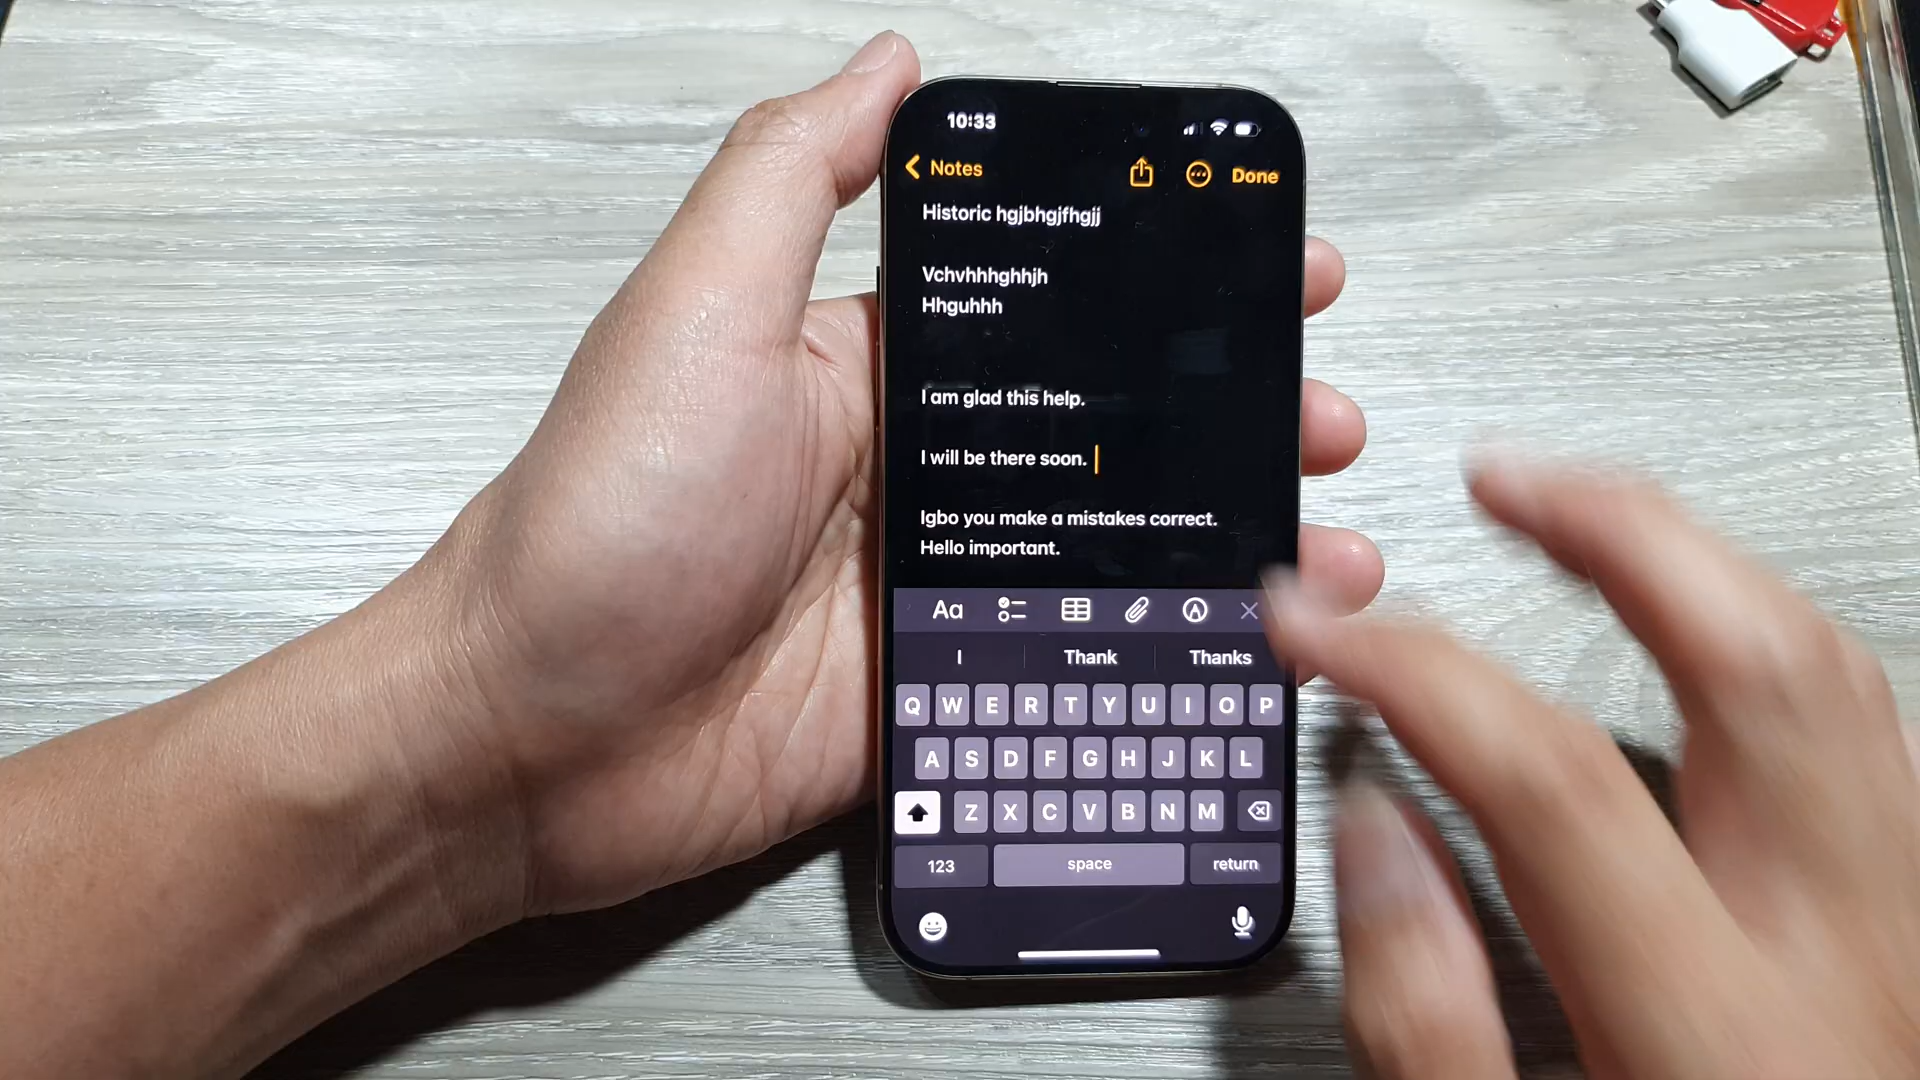 10:33
Notes
Done
Historic hgjbhgjfhgjj
Vchvhhhghhjh
Hhguhhh
I am glad this help.
I will be there soon.
Igbo you make a mistakes correct.
Hello important.
Aa
I Thank Thanks
Q W E R T Y U I O P
A S D F G H J K L
Z X C V B N M
123 space return